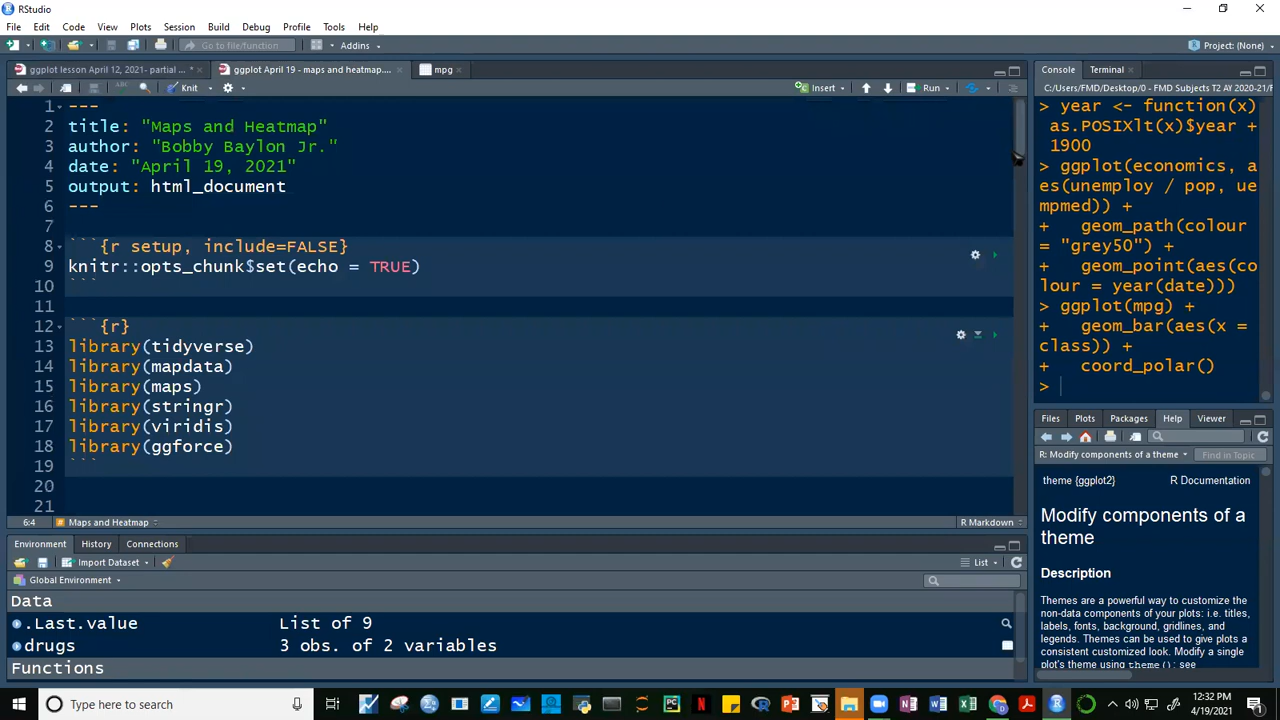 RStudio
File Edit Code View Plots Session Build Debug Profile Tools Help
Go to file/function Addins Project: (None)
ggplot lesson April 12, 2021- partial ... * ggplot April 19 - maps and heatmap.... mpg
Knit Insert Run
1 ---
2 title: "Maps and Heatmap"
3 author: "Bobby Baylon Jr."
4 date: "April 19, 2021"
5 output: html_document
6 ---
7
8 ```{r setup, include=FALSE}
9 knitr::opts_chunk$set(echo = TRUE)
10 ```
11
12 ```{r}
13 library(tidyverse)
14 library(mapdata)
15 library(maps)
16 library(stringr)
17 library(viridis)
18 library(ggforce)
19 ```
20
21
6:4 Maps and Heatmap R Markdown
Environment History Connections
Import Dataset List
Global Environment
Data
.Last.value List of 9
drugs 3 obs. of 2 variables
Functions
Console Terminal
C:/Users/FMD/Desktop/0 - FMD Subjects T2 AY 2020-21/F
> year <- function(x)
as.POSIXlt(x)$year +
1900
> ggplot(economics, a
es(unemploy / pop, ue
mpmed)) +
+ geom_path(colour
= "grey50") +
+ geom_point(aes(co
lour = year(date)))
> ggplot(mpg) +
+ geom_bar(aes(x =
class)) +
+ coord_polar()
>
Files Plots Packages Help Viewer
R: Modify components of a theme Find in Topic
theme {ggplot2} R Documentation
Modify components of a
theme
Description
Themes are a powerful way to customize the
non-data components of your plots: i.e. titles,
labels, fonts, background, gridlines, and
legends. Themes can be used to give plots a
consistent customized look. Modify a single
plot's theme using theme(); see
Type here to search
12:32 PM
4/19/2021